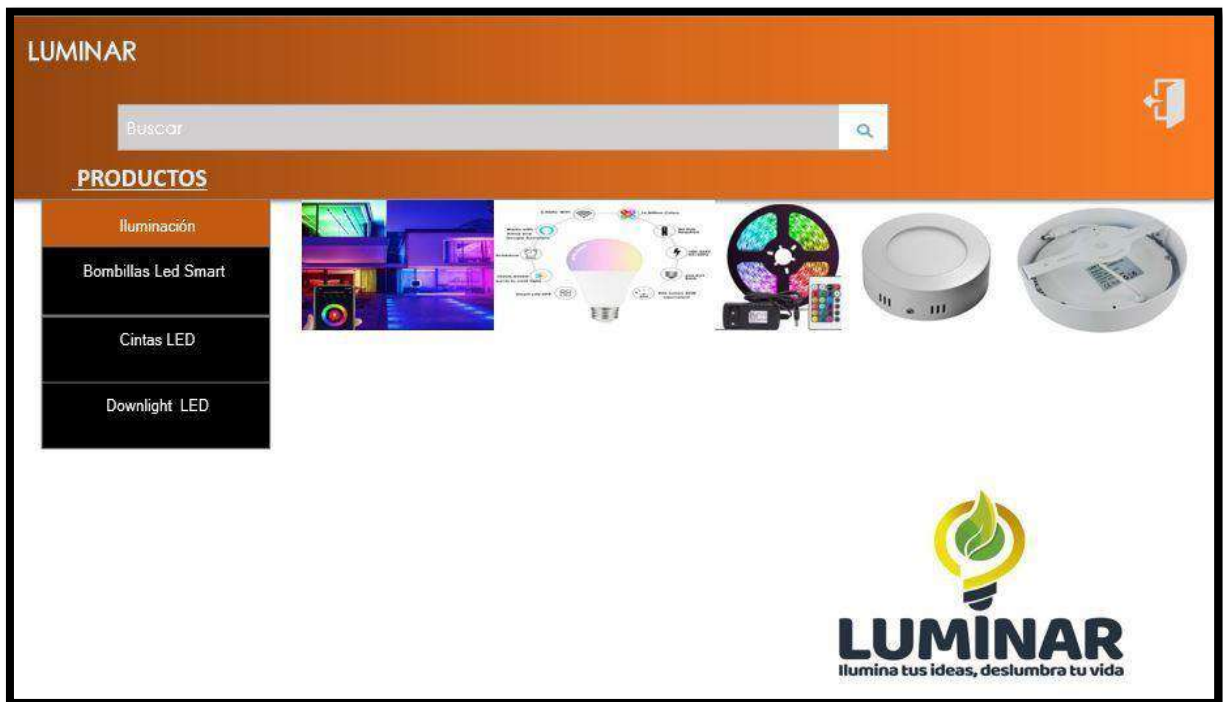 LUMINAR
Buscar
PRODUCTOS
Iluminación
Bombillas Led Smart
Cintas LED
Downlight LED
LUMINAR
Ilumina tus ideas, deslumbra tu vida